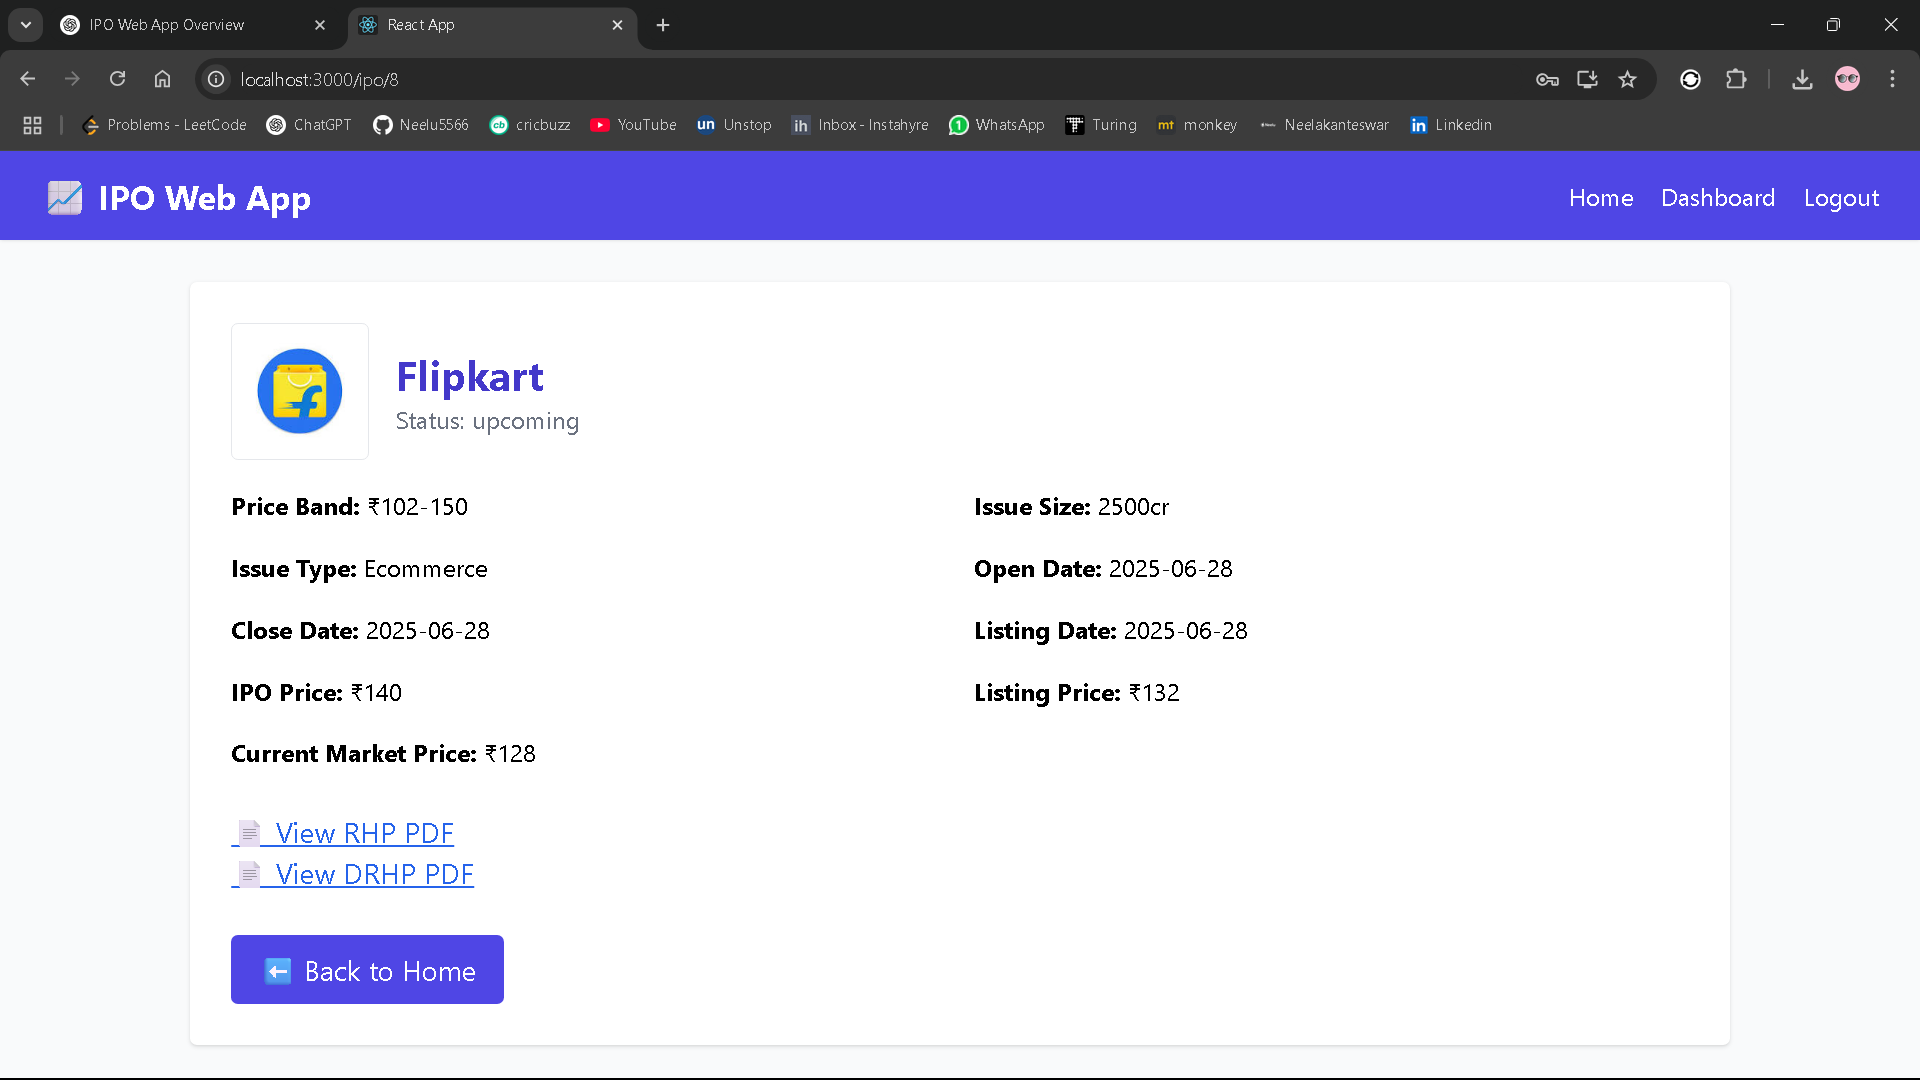 IPO Web App Overview
React App
localhost:3000/ipo/8
Problems - LeetCode
ChatGPT
Neelu5566
cricbuzz
YouTube
Unstop
Inbox - Instahyre
WhatsApp
Turing
monkey
Neelakanteswar
Linkedin
IPO Web App
Home
Dashboard
Logout
Flipkart
Status: upcoming
Price Band: ₹102-150
Issue Size: 2500cr
Issue Type: Ecommerce
Open Date: 2025-06-28
Close Date: 2025-06-28
Listing Date: 2025-06-28
IPO Price: ₹140
Listing Price: ₹132
Current Market Price: ₹128
View RHP PDF
View DRHP PDF
Back to Home